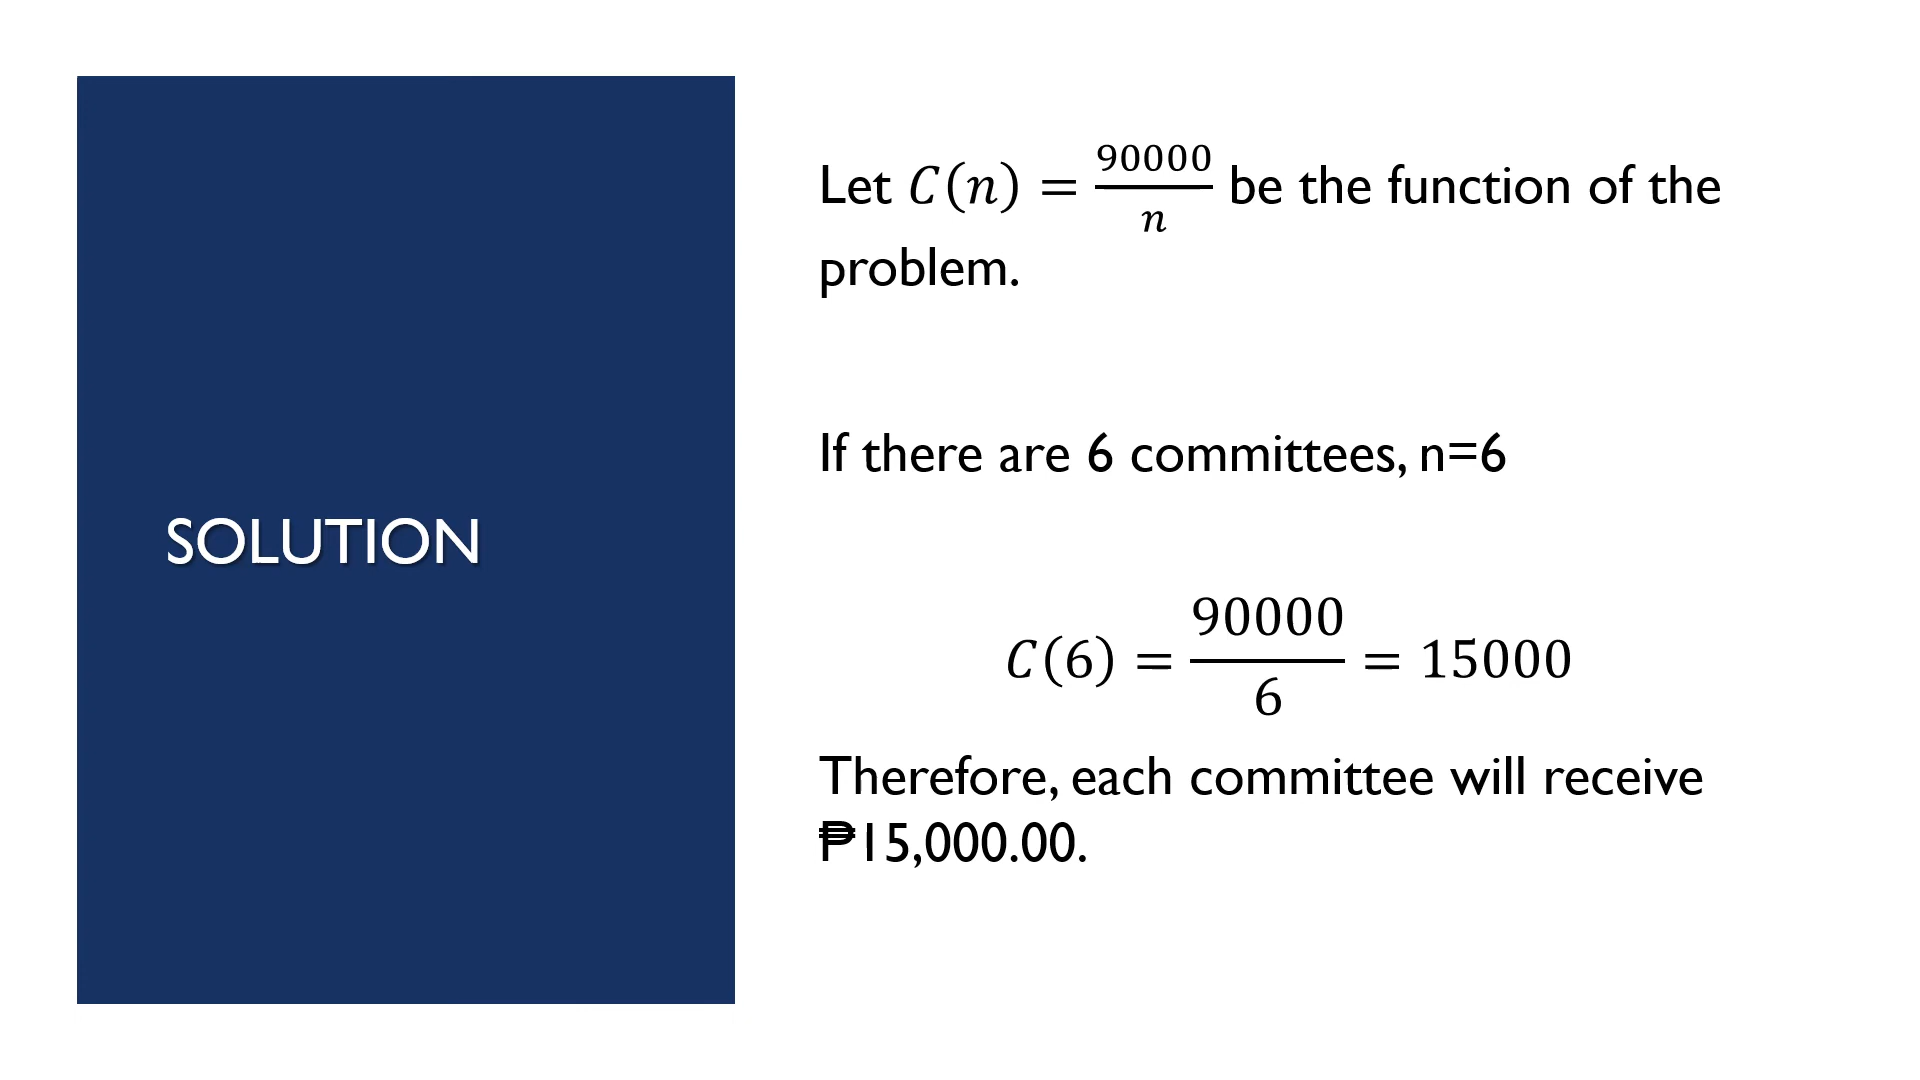 SOLUTION
Let C(n) = 90000/n be the function of the
problem.
If there are 6 committees, n=6
C(6) = 90000/6 = 15000
Therefore, each committee will receive
₱15,000.00.